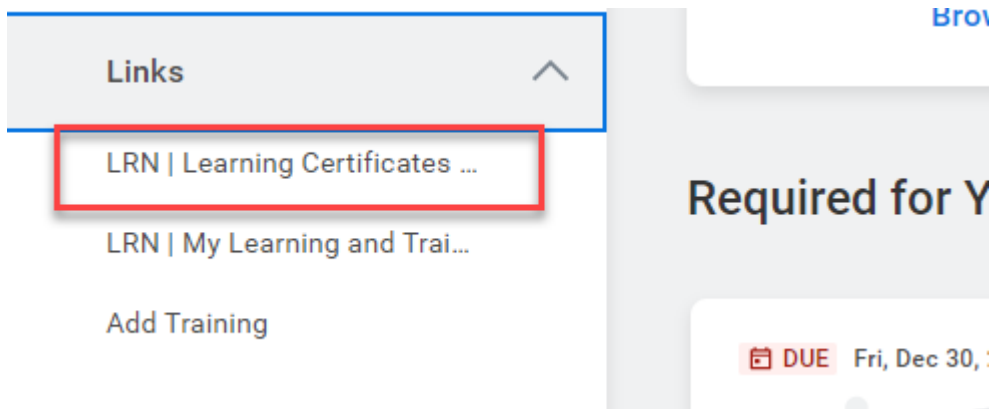 Brow
Links
LRN | Learning Certificates ...
Required for Y
LRN | My Learning and Trai...
Add Training
DUE Fri, Dec 30,